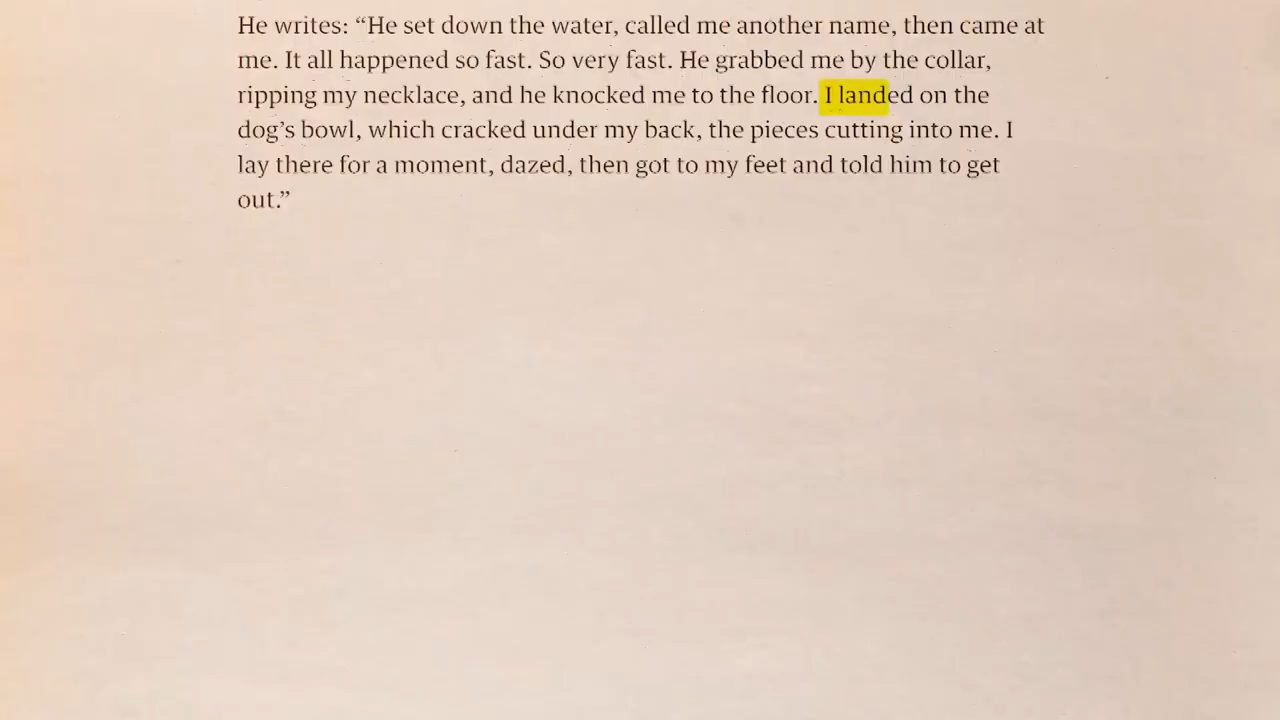 He writes: “He set down the water, called me another name, then came at
me. It all happened so fast. So very fast. He grabbed me by the collar,
ripping my necklace, and he knocked me to the floor. I landed on the
dog’s bowl, which cracked under my back, the pieces cutting into me. I
lay there for a moment, dazed, then got to my feet and told him to get
out.”